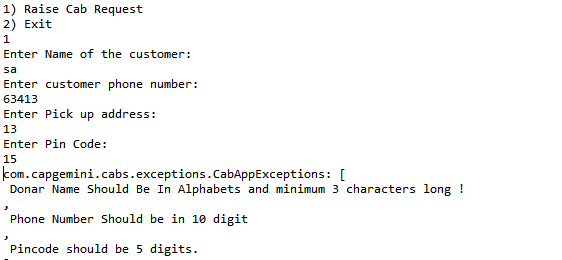 1) Raise Cab Request
2) Exit
1
Enter Name of the customer:
sa
Enter customer phone number:
63413
Enter Pick up address:
13
Enter Pin Code:
15
com.capgemini.cabs.exceptions.CabAppExceptions: [
Donar Name Should Be In Alphabets and minimum 3 characters long !
,
Phone Number Should be in 10 digit
,
Pincode should be 5 digits.